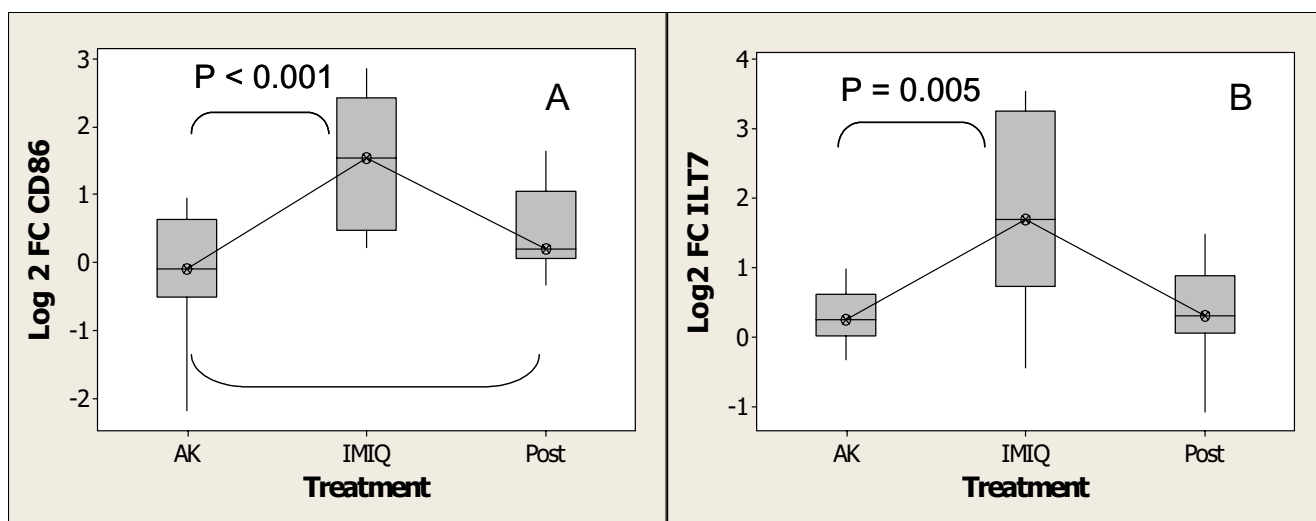 P < 0.001
A
Log 2 FC CD86
3
2
1
0
-1
-2
AK
IMIQ
Post
Treatment
P = 0.005
B
Log2 FC ILT7
4
3
2
1
0
-1
AK
IMIQ
Post
Treatment